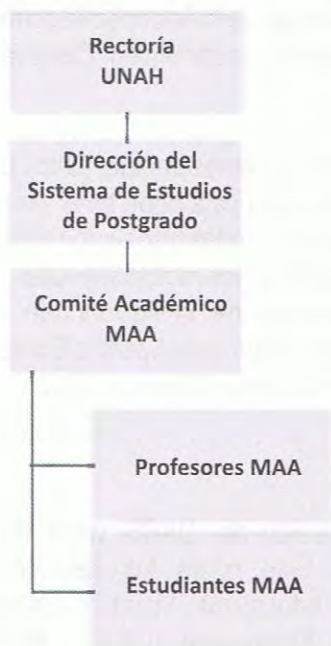 Rectoría
UNAH
Dirección del
Sistema de Estudios
de Postgrado
Comité Académico
MAA
Profesores MAA
Estudiantes MAA